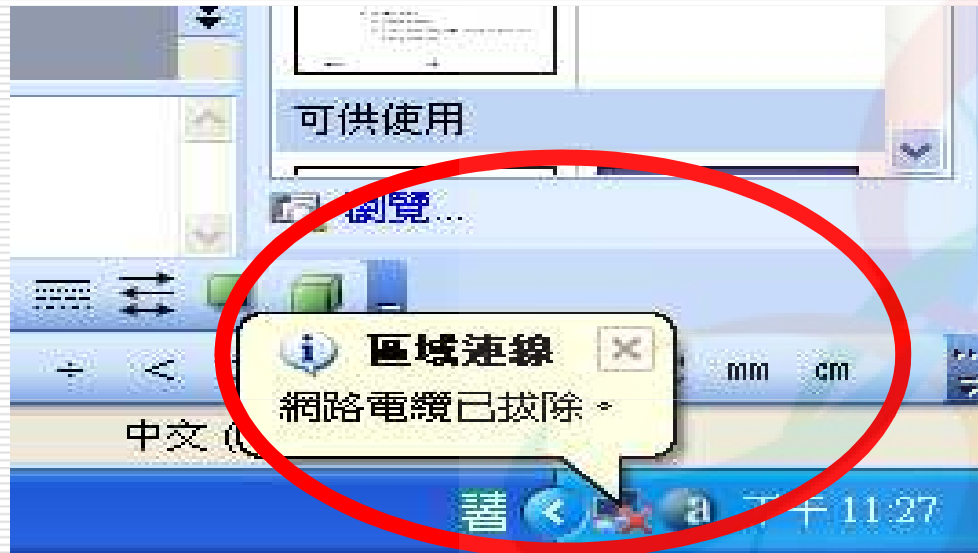 可供使用
瀏覽...
區域連線
網路電纜已拔除。
÷ < mm cm
中文 (
下午 11:27